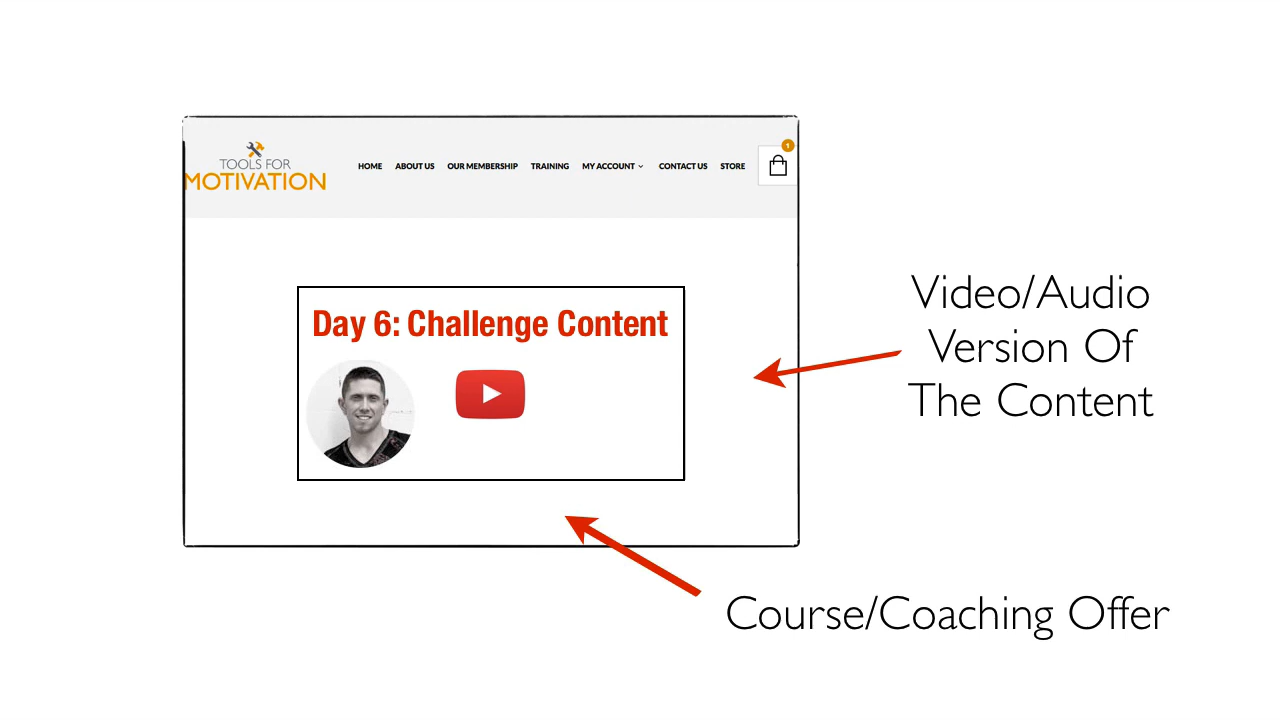 TOOLS FOR
MOTIVATION
HOME ABOUT US OUR MEMBERSHIP TRAINING MY ACCOUNT CONTACT US STORE
1
Day 6: Challenge Content
Video/Audio
Version Of
The Content
Course/Coaching Offer